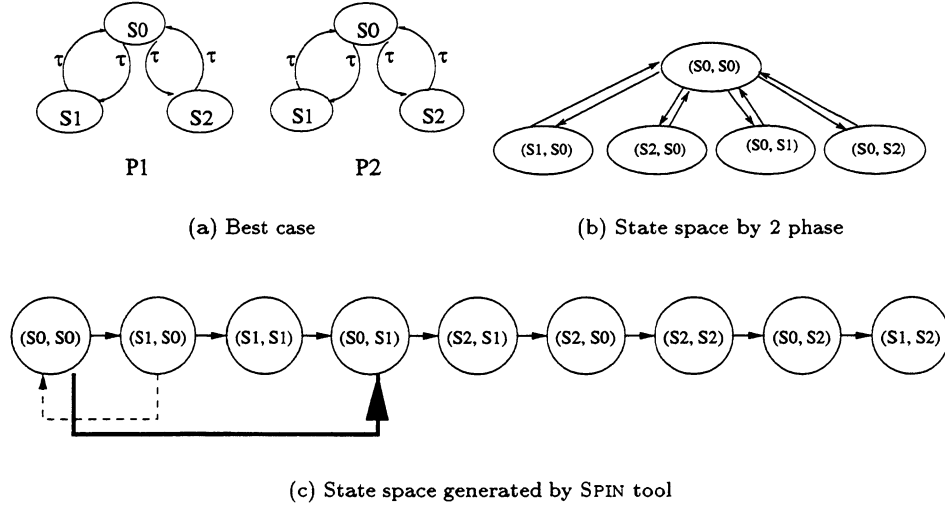 S0 S0
τ τ τ τ τ τ τ τ
S1 S2 S1 S2
P1 P2
(S0, S0)
(S1, S0) (S2, S0) (S0, S1) (S0, S2)
(a) Best case
(b) State space by 2 phase
(S0, S0) (S1, S0) (S1, S1) (S0, S1) (S2, S1) (S2, S0) (S2, S2) (S0, S2) (S1, S2)
(c) State space generated by SPIN tool